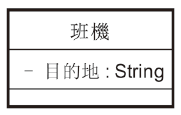 班機
- 目的地 : String